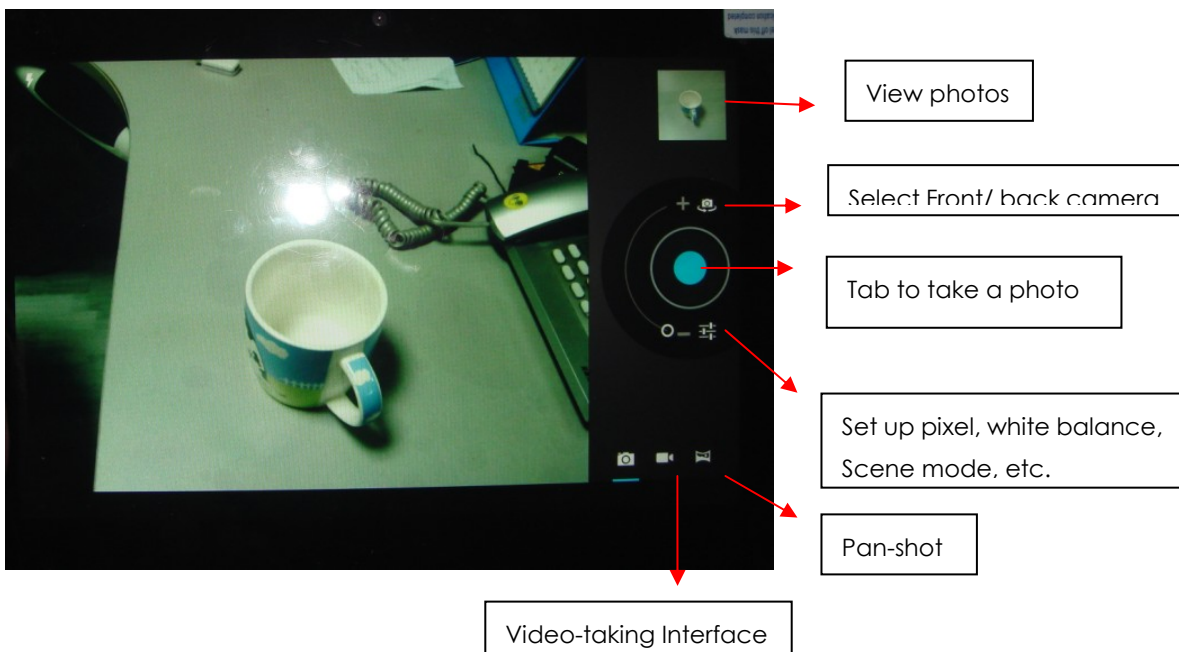 View photos
Select Front/ back camera
Tab to take a photo
Set up pixel, white balance,
Scene mode, etc.
Pan-shot
Video-taking Interface